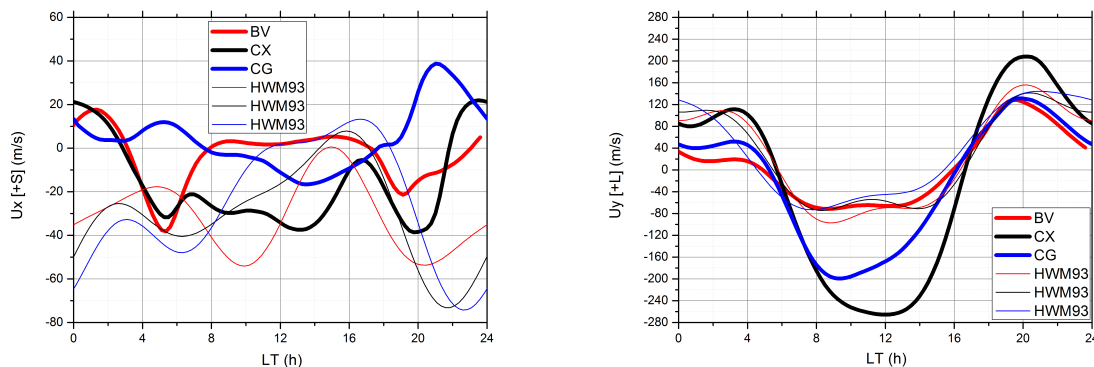 Ux [+S] (m/s)
60
40
20
0
-20
-40
-60
-80
0 4 8 12 16 20 24
LT (h)
BV
CX
CG
HWM93
HWM93
HWM93
Uy [+L] (m/s)
280
240
200
160
120
80
40
0
-40
-80
-120
-160
-200
-240
-280
0 4 8 12 16 20 24
LT (h)
BV
CX
CG
HWM93
HWM93
HWM93